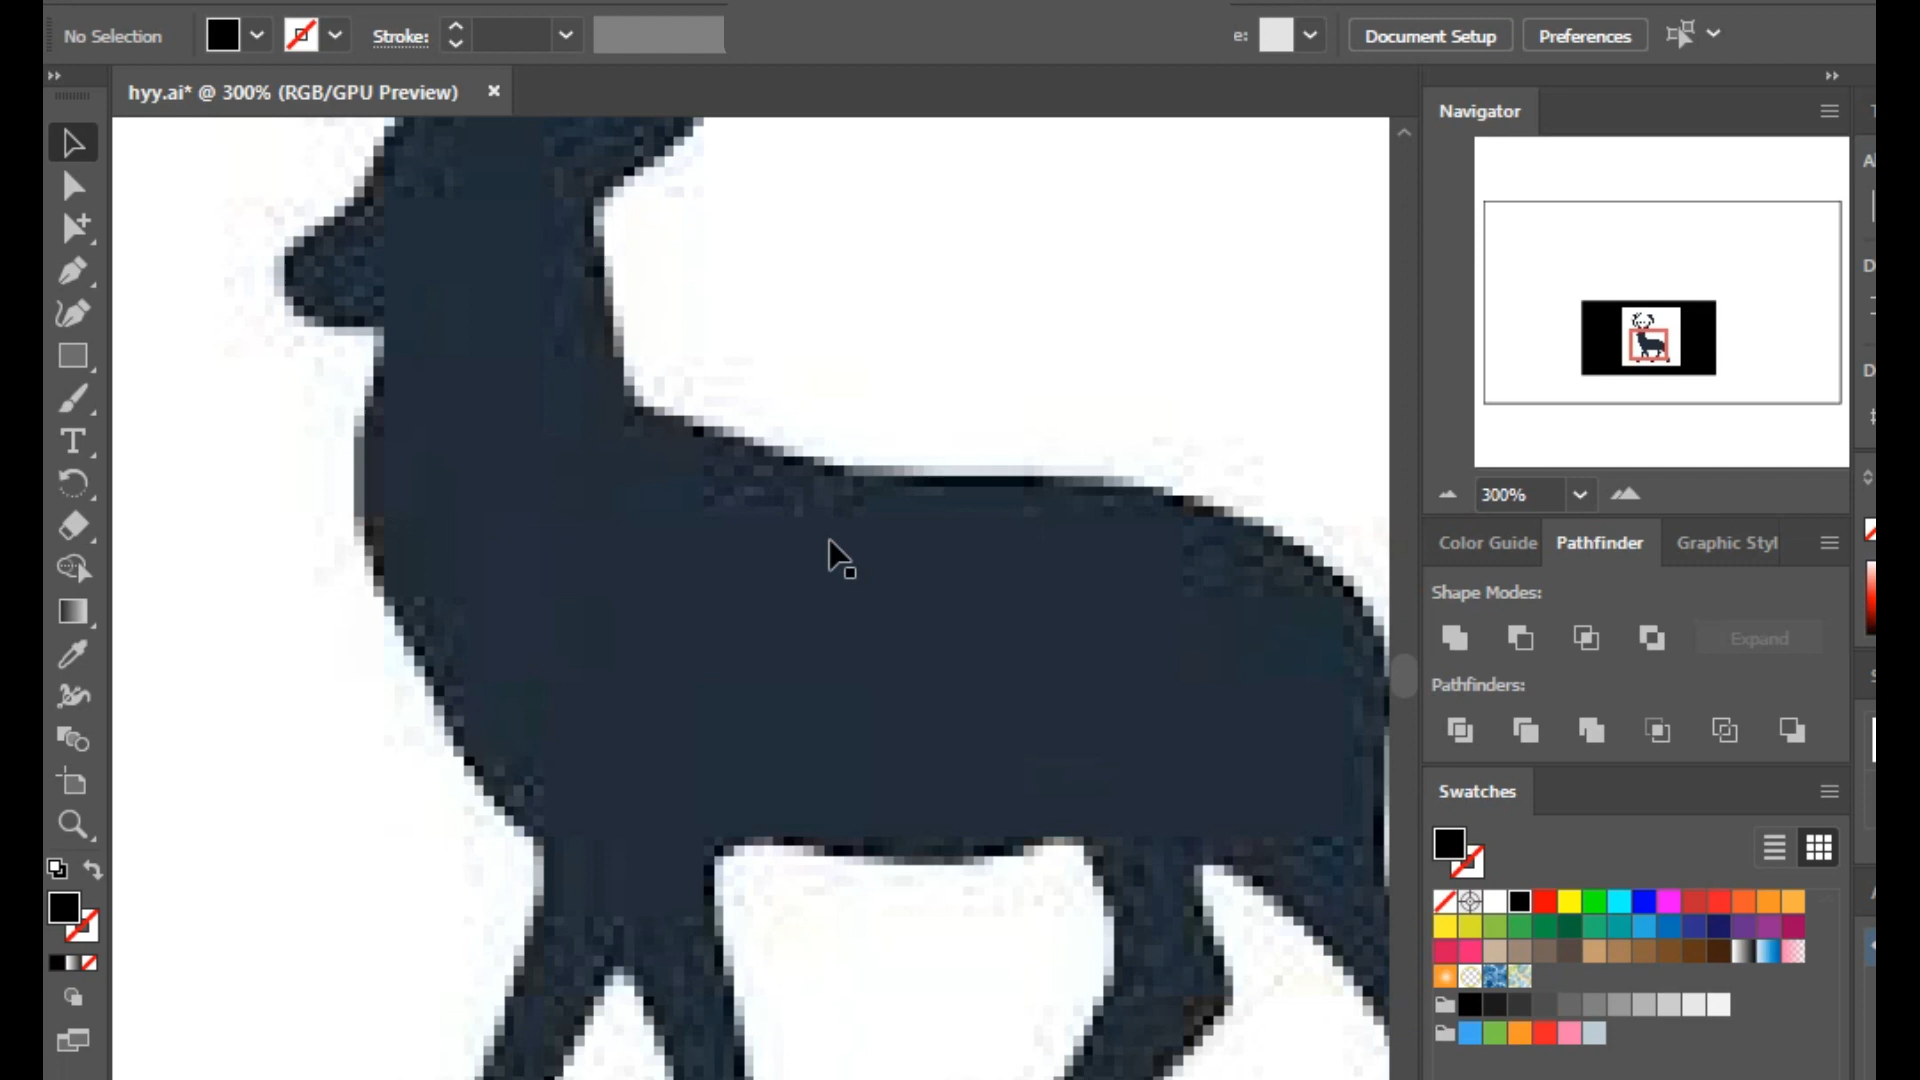 No Selection
Stroke:
e:
Document Setup
Preferences
hyy.ai* @ 300% (RGB/GPU Preview)
Navigator
300%
Color Guide
Pathfinder
Graphic Styl
Shape Modes:
Expand
Pathfinders:
Swatches